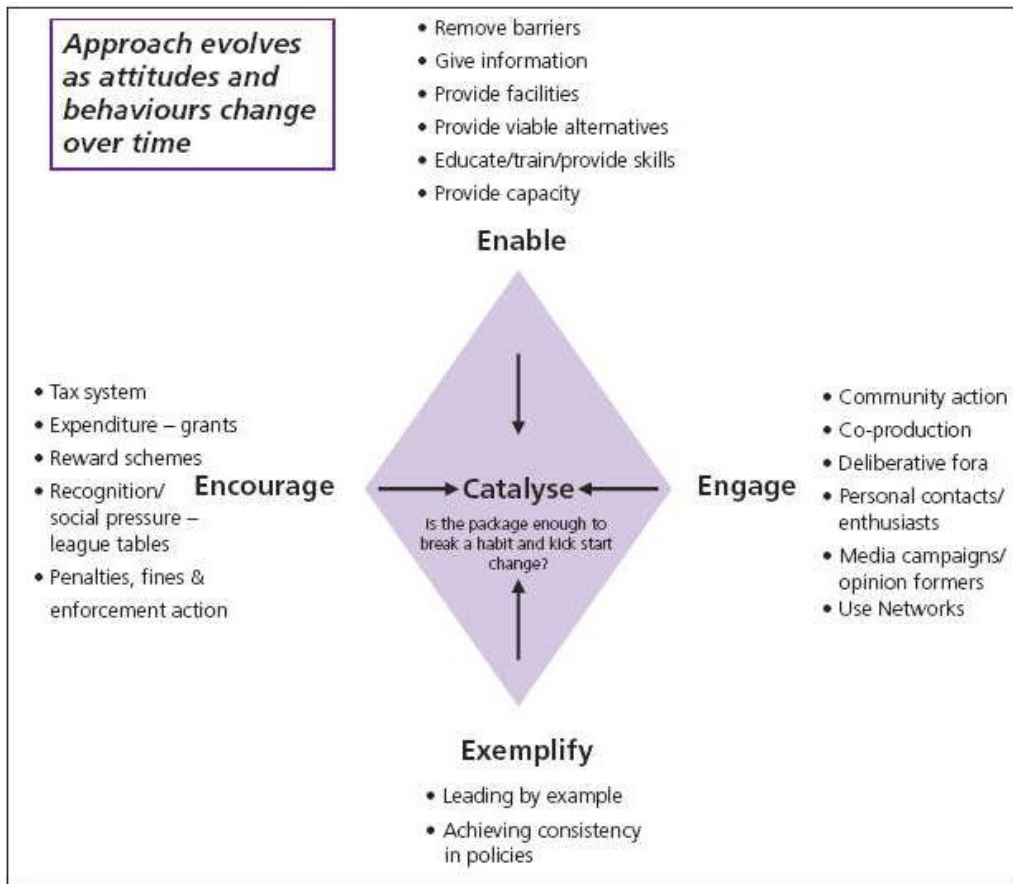 Approach evolves
as attitudes and
behaviours change
over time
• Remove barriers
• Give information
• Provide facilities
• Provide viable alternatives
• Educate/train/provide skills
• Provide capacity
Enable
• Tax system
• Expenditure – grants
• Reward schemes
• Recognition/
social pressure –
league tables
• Penalties, fines &
enforcement action
Encourage
Catalyse
Is the package enough to
break a habit and kick start
change?
Engage
• Community action
• Co-production
• Deliberative fora
• Personal contacts/
enthusiasts
• Media campaigns/
opinion formers
• Use Networks
Exemplify
• Leading by example
• Achieving consistency
in policies